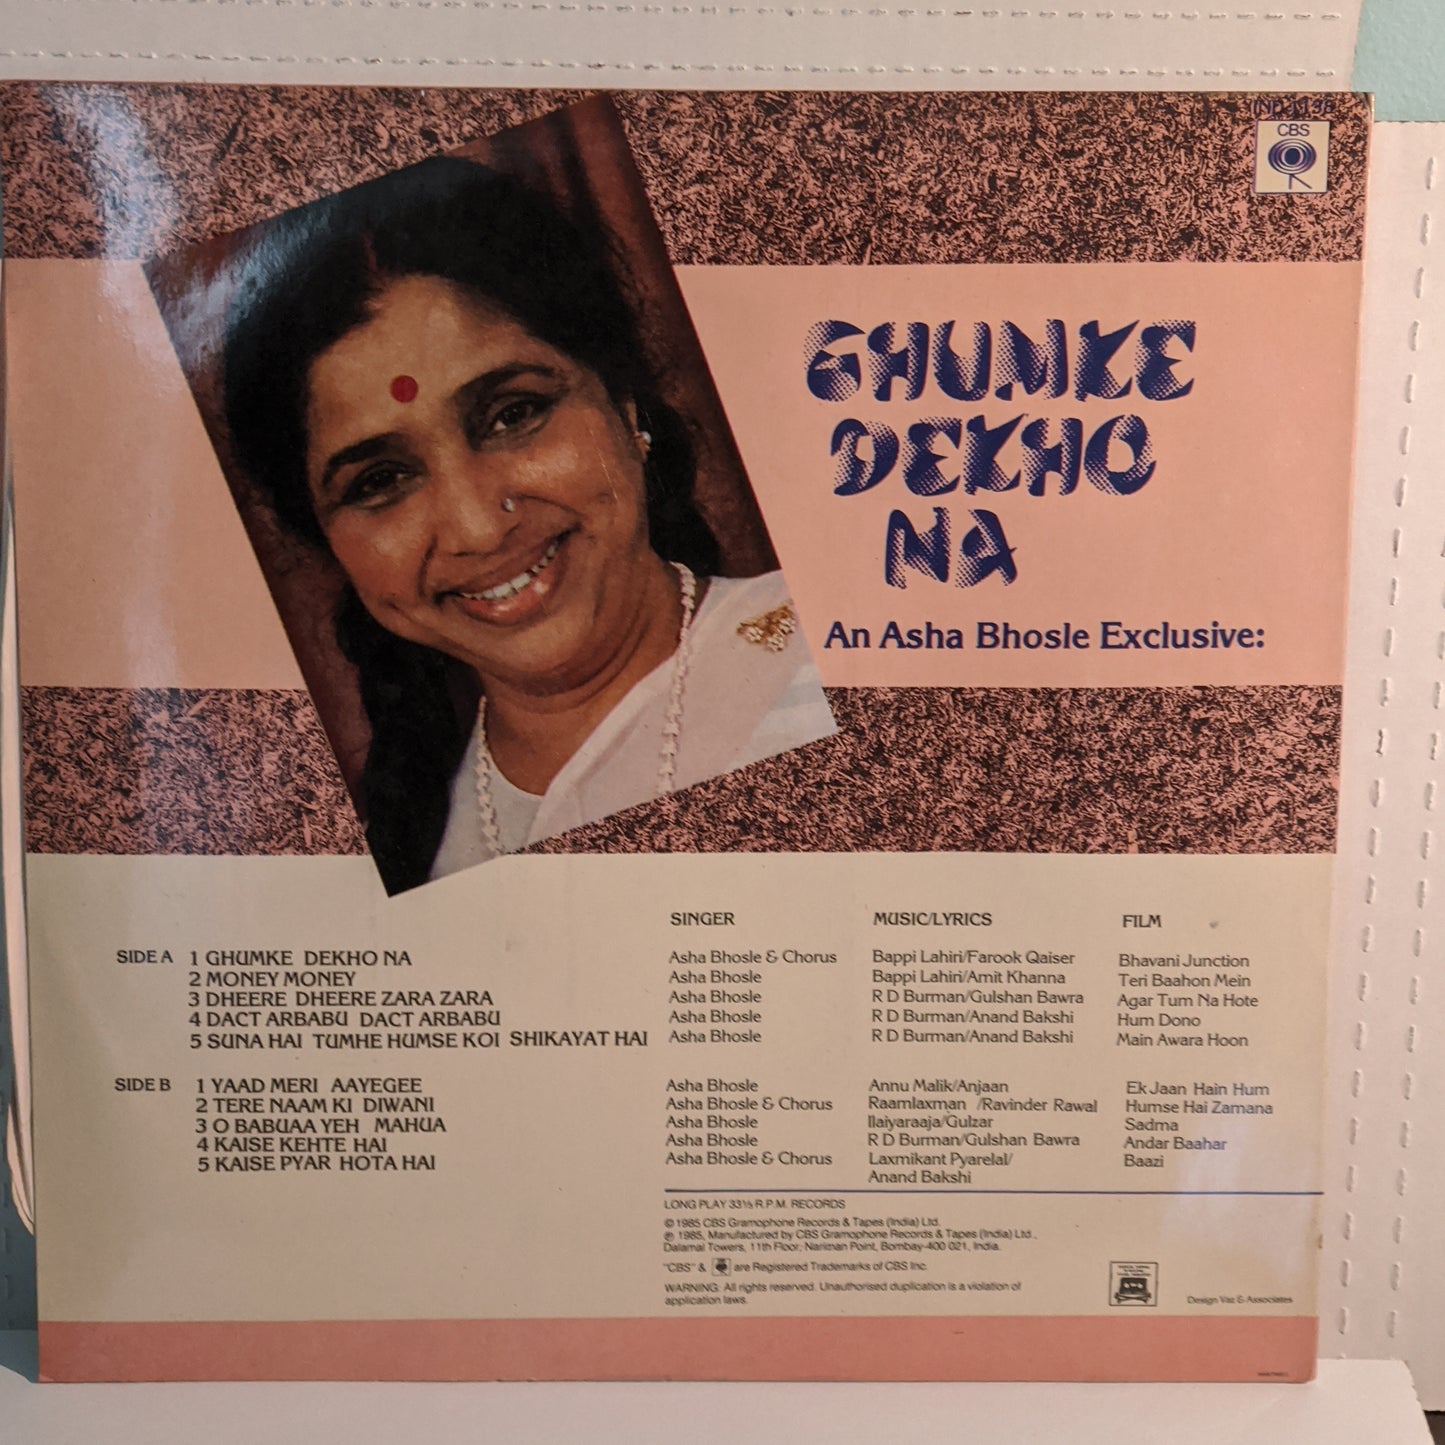 IND 1138
CBS
GHUMKE
DEKHO
NA
An Asha Bhosle Exclusive:
SINGER MUSIC/LYRICS FILM
SIDE A 1 GHUMKE DEKHO NA Asha Bhosle & Chorus Bappi Lahiri/Farook Qaiser Bhavani Junction
2 MONEY MONEY Asha Bhosle Bappi Lahiri/Amit Khanna Teri Baahon Mein
3 DHEERE DHEERE ZARA ZARA Asha Bhosle R D Burman/Gulshan Bawra Agar Tum Na Hote
4 DACT ARBABU DACT ARBABU Asha Bhosle R D Burman/Anand Bakshi Hum Dono
5 SUNA HAI TUMHE HUMSE KOI SHIKAYAT HAI Asha Bhosle R D Burman/Anand Bakshi Main Awara Hoon
SIDE B 1 YAAD MERI AAYEGEE Asha Bhosle Annu Malik/Anjaan Ek Jaan Hain Hum
2 TERE NAAM KI DIWANI Asha Bhosle & Chorus Raamlaxman /Ravinder Rawal Humse Hai Zamana
3 O BABUAA YEH MAHUA Asha Bhosle Ilaiyaraaja/Gulzar Sadma
4 KAISE KEHTE HAI Asha Bhosle R D Burman/Gulshan Bawra Andar Baahar
5 KAISE PYAR HOTA HAI Asha Bhosle & Chorus Laxmikant Pyarelal/ Baazi
Anand Bakshi
LONG PLAY 33⅓ R.P.M. RECORDS
© 1985 CBS Gramophone Records & Tapes (India) Ltd.
℗ 1985, Manufactured by CBS Gramophone Records & Tapes (India) Ltd.,
Dalamal Towers, 11th Floor, Nariman Point, Bombay-400 021, India.
"CBS" & are Registered Trademarks of CBS Inc.
WARNING: All rights reserved. Unauthorised duplication is a violation of
application laws.
Design Vaz & Associates